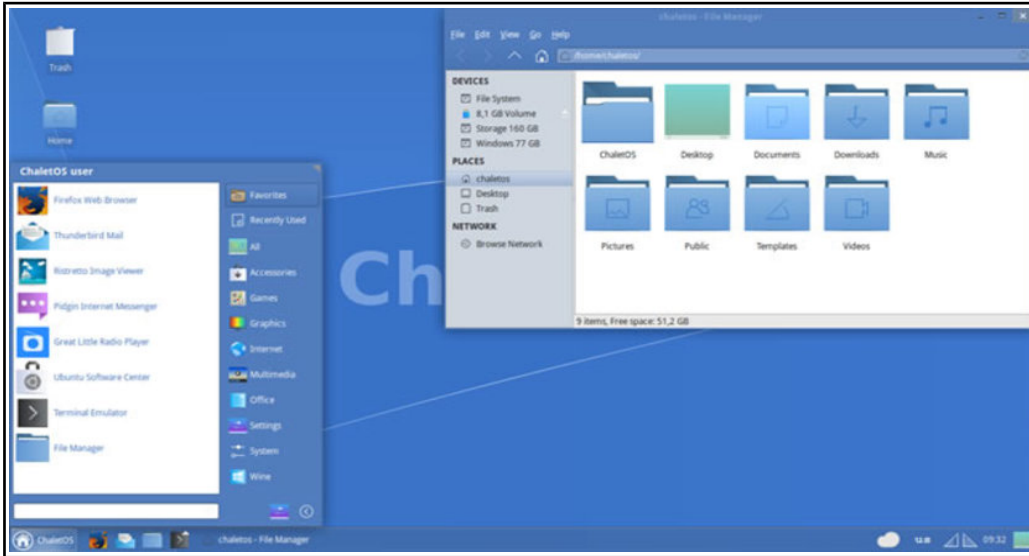 Trash
Home
chaletos - File Manager
File Edit View Go Help
/home/chaletos/
DEVICES
File System
8,1 GB Volume
Storage 160 GB
Windows 77 GB
PLACES
chaletos
Desktop
Trash
NETWORK
Browse Network
ChaletOS
Desktop
Documents
Downloads
Music
Pictures
Public
Templates
Videos
9 items, Free space: 51,2 GB
Ch
ChaletOS user
Firefox Web Browser
Thunderbird Mail
Ristretto Image Viewer
Pidgin Internet Messenger
Great Little Radio Player
Ubuntu Software Center
Terminal Emulator
File Manager
Favorites
Recently Used
All
Accessories
Games
Graphics
Internet
Multimedia
Office
Settings
System
Wine
ChaletOS
chaletos - File Manager
09:32